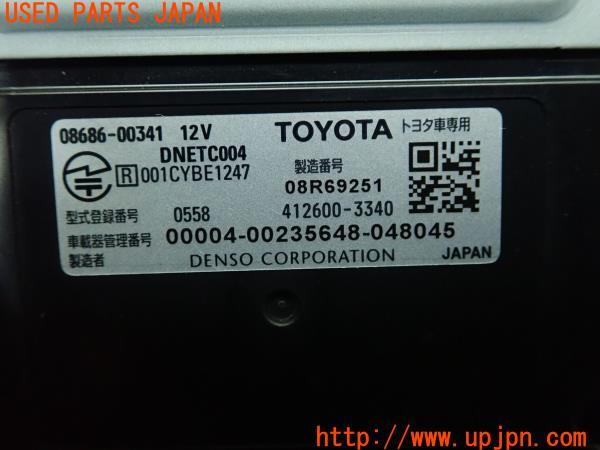 USED PARTS JAPAN
08686-00341 12V TOYOTA トヨタ車専用
DNETC004
R 001CYBE1247
製造番号
08R69251
型式登録番号 0558 412600-3340
車載器管理番号 00004-00235648-048045
製造者 DENSO CORPORATION JAPAN
www.upjpn.com